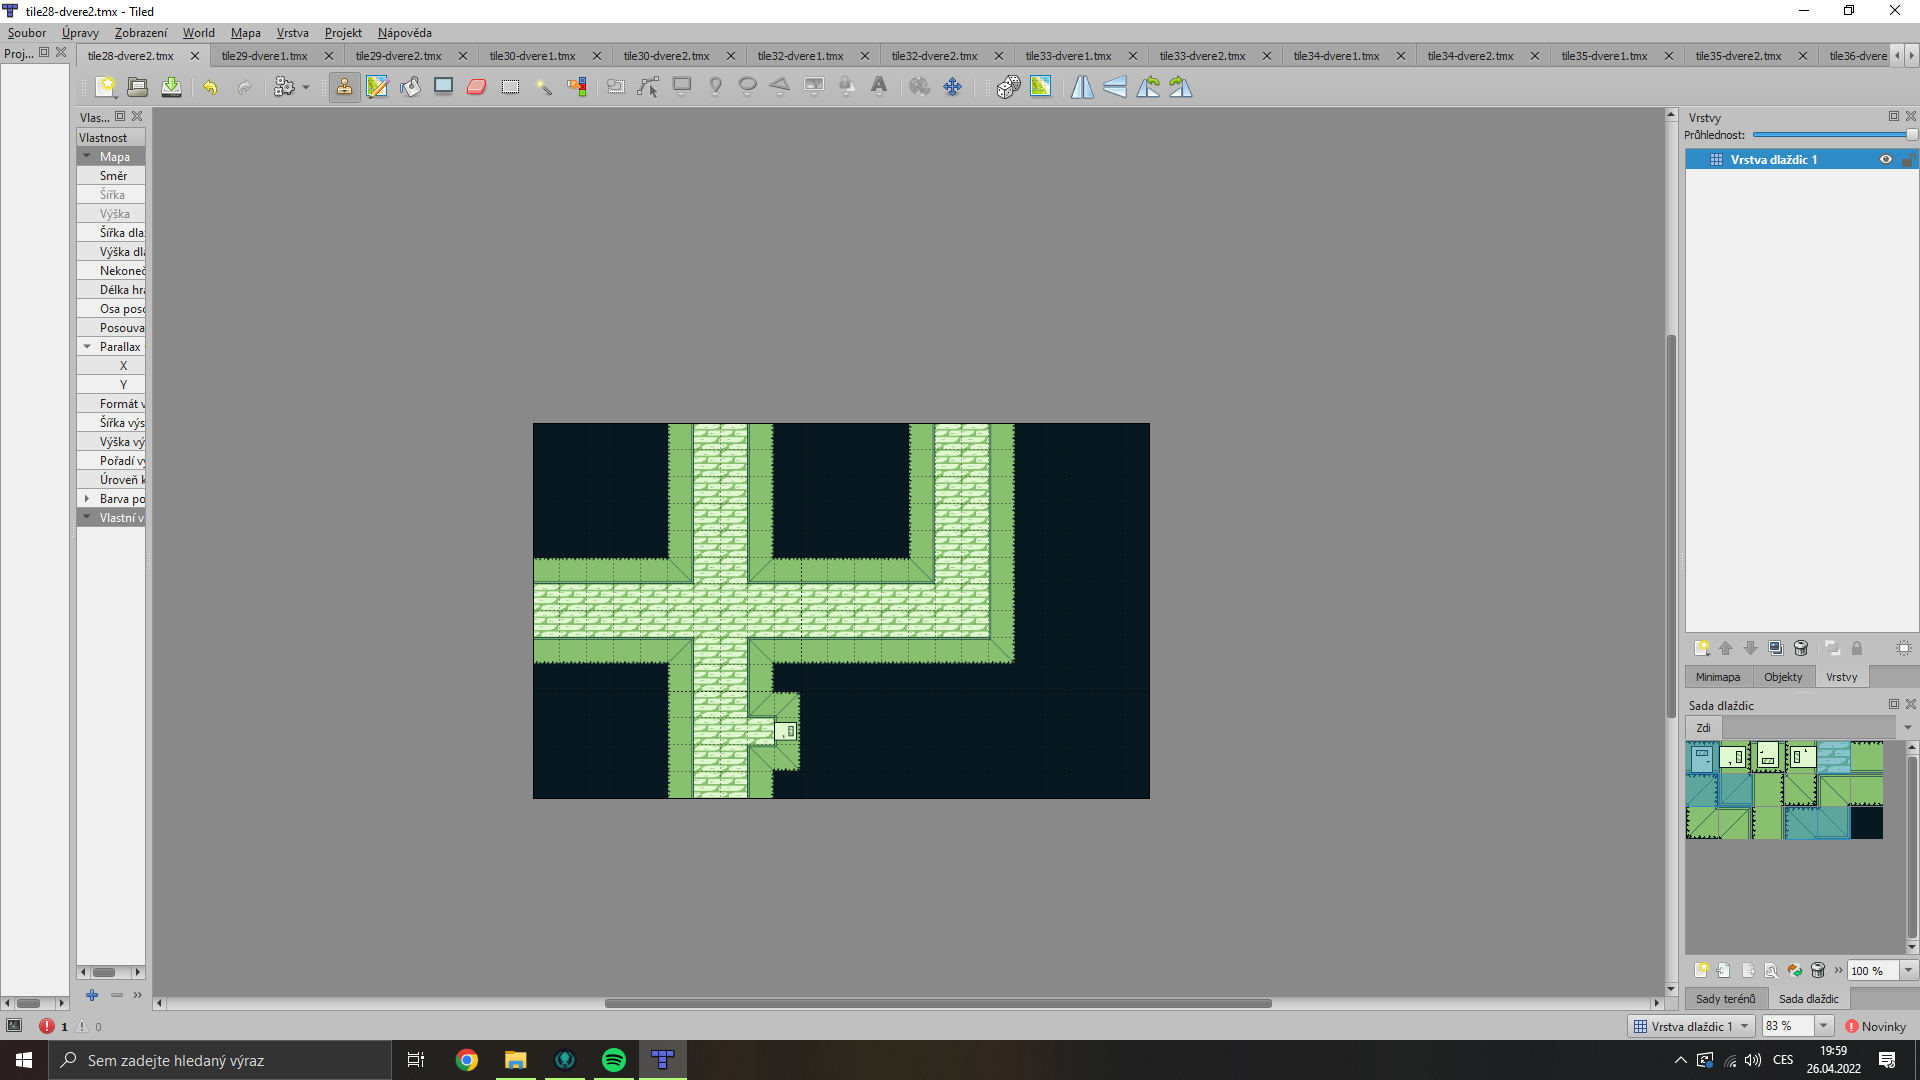 tile28-dvere2.tmx - Tiled
Soubor Úpravy Zobrazení World Mapa Vrstva Projekt Nápověda
Proj... tile28-dvere2.tmx tile29-dvere1.tmx tile29-dvere2.tmx tile30-dvere1.tmx tile30-dvere2.tmx tile32-dvere1.tmx tile32-dvere2.tmx tile33-dvere1.tmx tile33-dvere2.tmx tile34-dvere1.tmx tile34-dvere2.tmx tile35-dvere1.tmx tile35-dvere2.tmx tile36-dvere
Vlas...
Vlastnost
Mapa
Směr
Šířka
Výška
Šířka dla
Výška dl
Nekoneč
Délka hra
Osa poso
Posouva
Parallax
X
Y
Formát v
Šířka výs
Výška vý
Pořadí vy
Úroveň k
Barva po
Vlastní v
Vrstvy
Průhlednost:
Vrstva dlaždic 1
Minimapa Objekty Vrstvy
Sada dlaždic
Zdi
100 %
Sady terénů Sada dlaždic
1 0
Vrstva dlaždic 1 83 % Novinky
Sem zadejte hledaný výraz
CES
19:59
26.04.2022